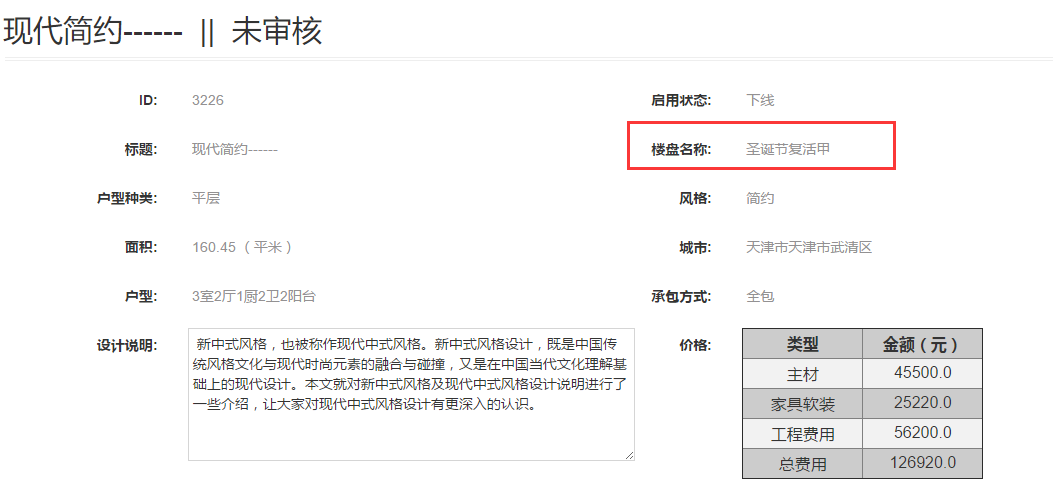 现代简约------ || 未审核
ID: 3226 启用状态: 下线
标题: 现代简约------ 楼盘名称: 圣诞节复活甲
户型种类: 平层 风格: 简约
面积: 160.45 （ 平米 ） 城市: 天津市天津市武清区
户型: 3室2厅1厨2卫2阳台 承包方式: 全包
设计说明:
新中式风格，也被称作现代中式风格。新中式风格设计，既是中国传
统风格文化与现代时尚元素的融合与碰撞，又是在中国当代文化理解基
础上的现代设计。本文就对新中式风格及现代中式风格设计说明进行了
一些介绍，让大家对现代中式风格设计有更深入的认识。
价格:
类型 金额（元）
主材 45500.0
家具软装 25220.0
工程费用 56200.0
总费用 126920.0